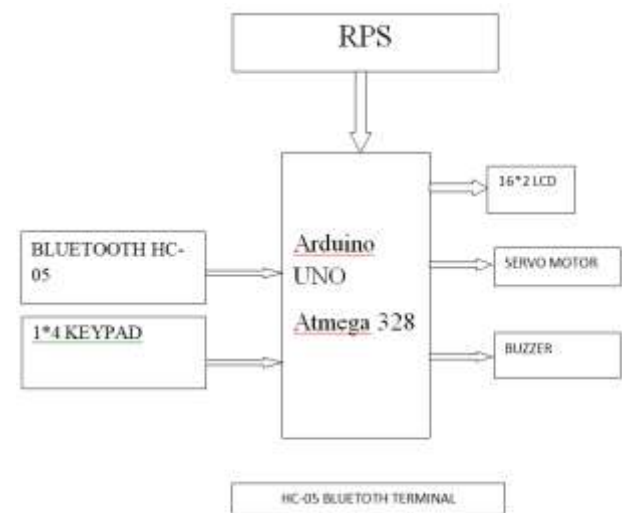 RPS
16*2 LCD
BLUETOOTH HC-
05
Arduino
UNO
Atmega 328
SERVO MOTOR
1*4 KEYPAD
BUZZER
HC-05 BLUETOTH TERMINAL